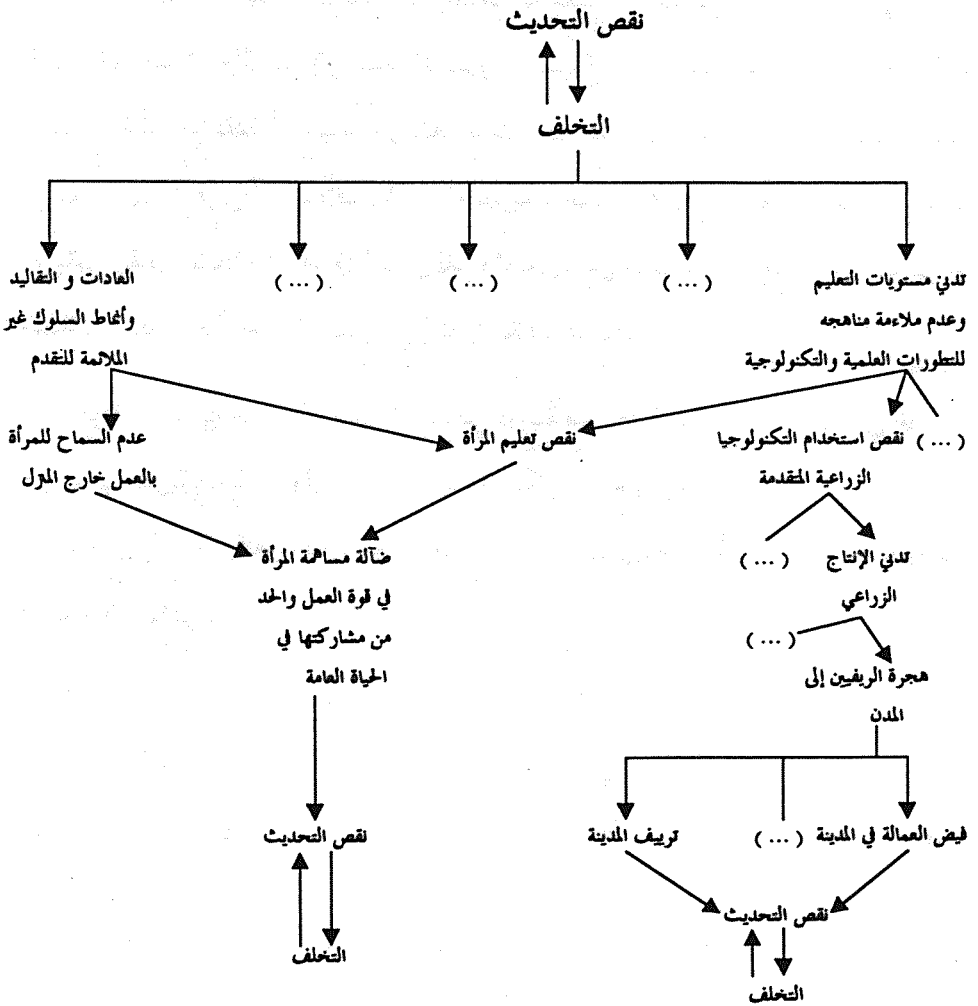 نقص التحديث
التخلف
تدني مستويات التعليم
وعدم ملاءمة مناهجه
للتطورات العلمية والتكنولوجية
( ... )
( ... )
( ... )
العادات و التقاليد
وأنماط السلوك غير
الملائمة للتقدم
( ... )
نقص استخدام التكنولوجيا
الزراعية المتقدمة
نقص تعليم المرأة
عدم السماح للمرأة
بالعمل خارج المنزل
تدني الإنتاج
الزراعي
( ... )
ضآلة مساهمة المرأة
في قوة العمل والحد
من مشاركتها في
الحياة العامة
( ... )
هجرة الريفيين إلى
المدن
فيض العمالة في المدينة
( ... )
ترييف المدينة
نقص التحديث
نقص التحديث
التخلف
التخلف